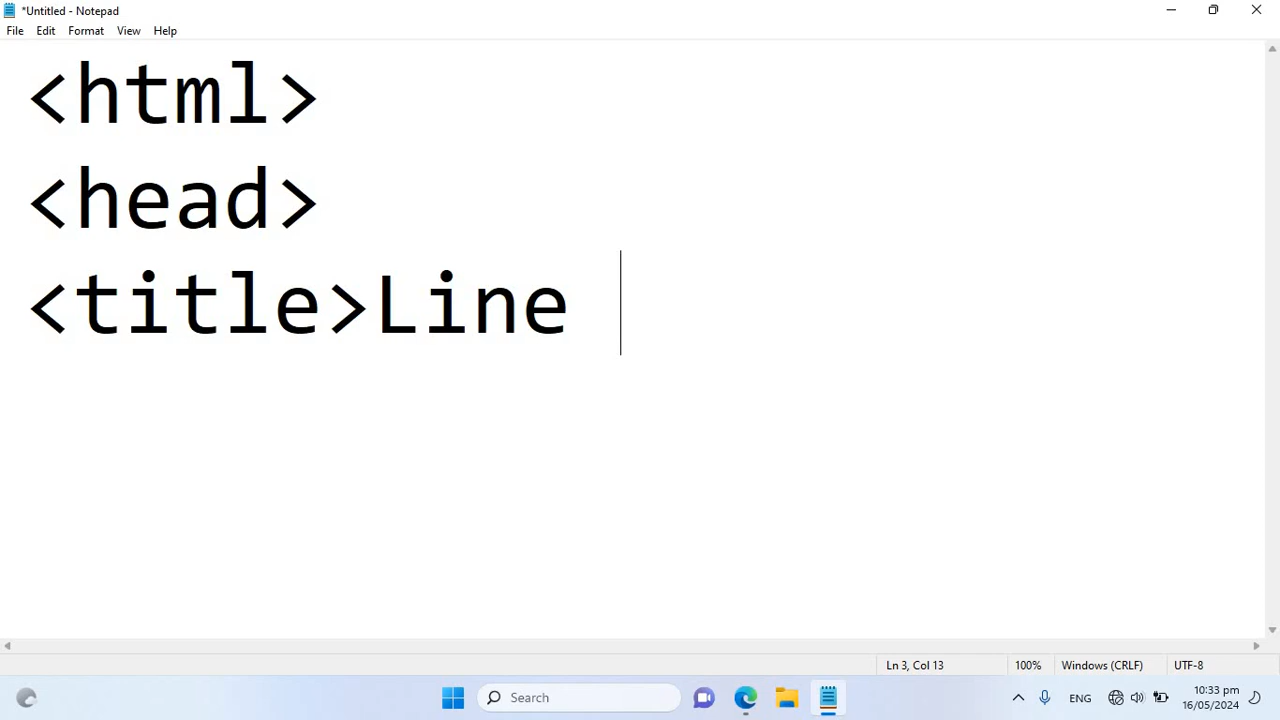 *Untitled - Notepad
File Edit Format View Help
<html>
<head>
<title>Line
Ln 3, Col 13 100% Windows (CRLF) UTF-8
Search ENG 10:33 pm
16/05/2024